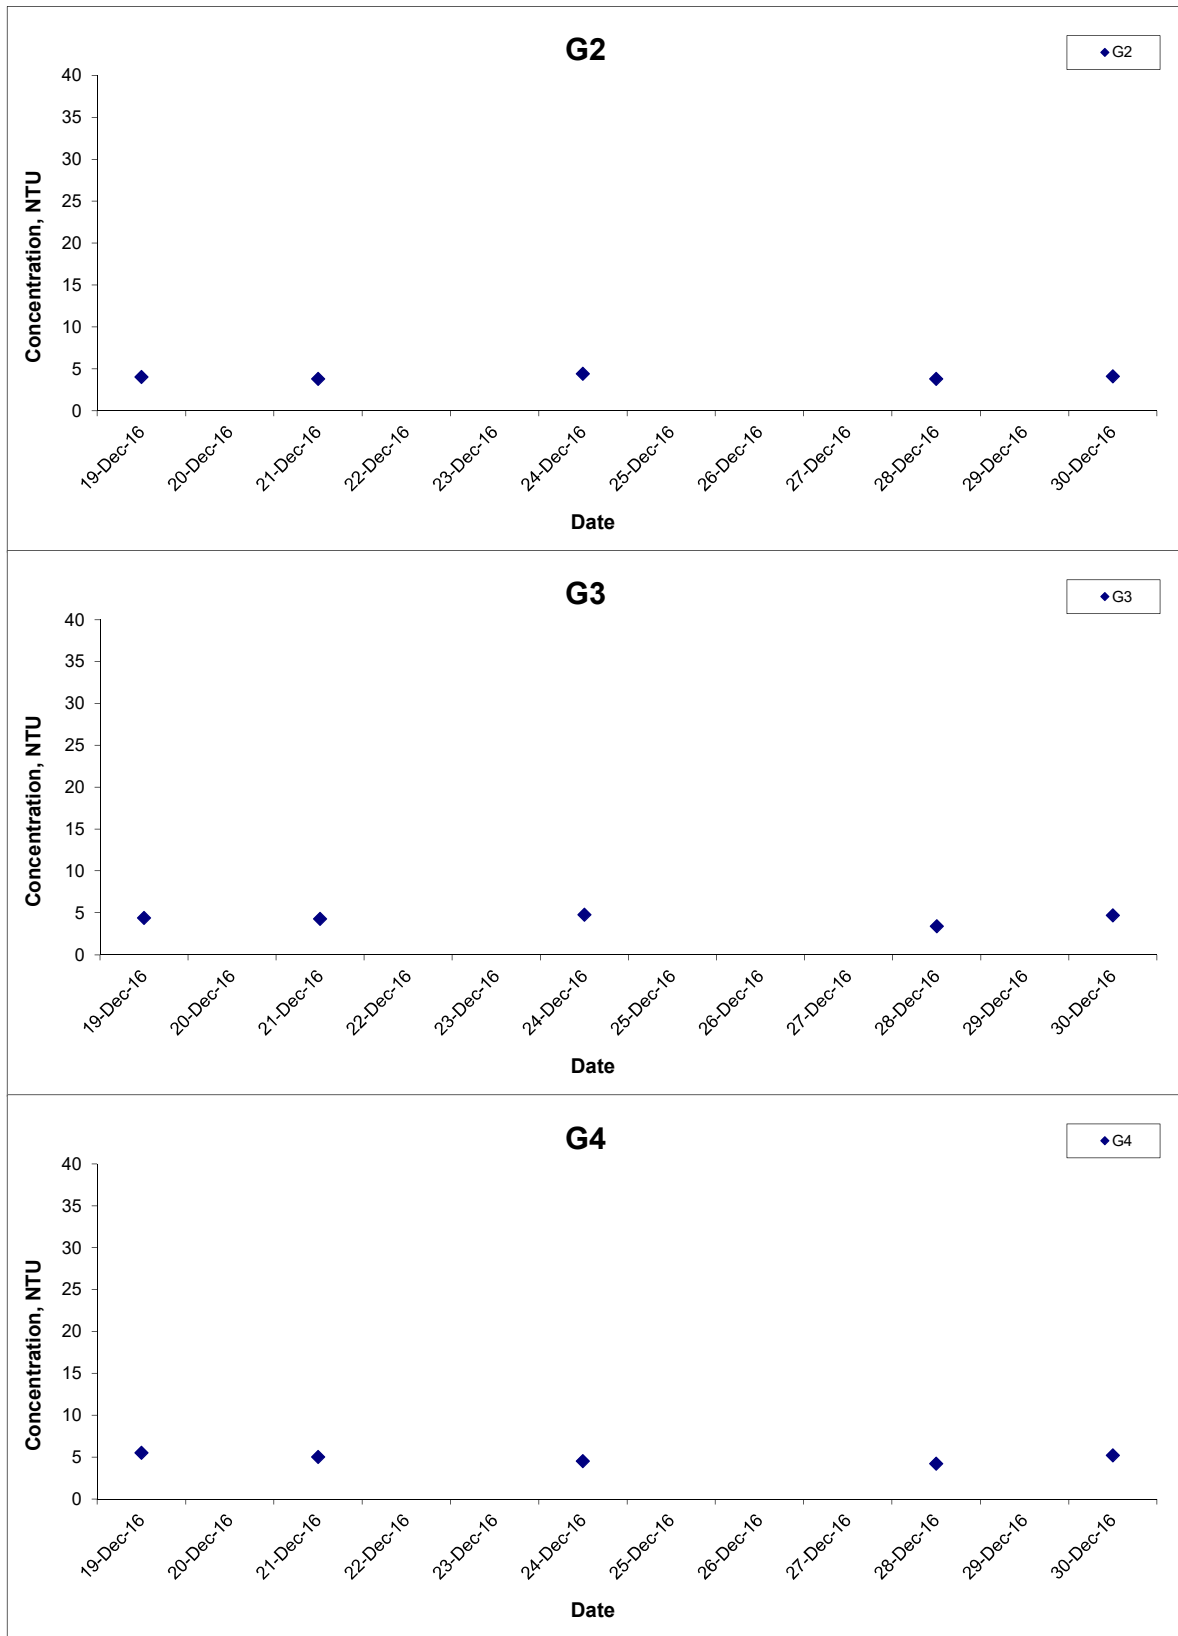 G2
G2
40
35
30
25
20
15
10
5
0
Concentration, NTU
19-Dec-16
20-Dec-16
21-Dec-16
22-Dec-16
23-Dec-16
24-Dec-16
25-Dec-16
26-Dec-16
27-Dec-16
28-Dec-16
29-Dec-16
30-Dec-16
Date
G3
G3
40
35
30
25
20
15
10
5
0
Concentration, NTU
19-Dec-16
20-Dec-16
21-Dec-16
22-Dec-16
23-Dec-16
24-Dec-16
25-Dec-16
26-Dec-16
27-Dec-16
28-Dec-16
29-Dec-16
30-Dec-16
Date
G4
G4
40
35
30
25
20
15
10
5
0
Concentration, NTU
19-Dec-16
20-Dec-16
21-Dec-16
22-Dec-16
23-Dec-16
24-Dec-16
25-Dec-16
26-Dec-16
27-Dec-16
28-Dec-16
29-Dec-16
30-Dec-16
Date